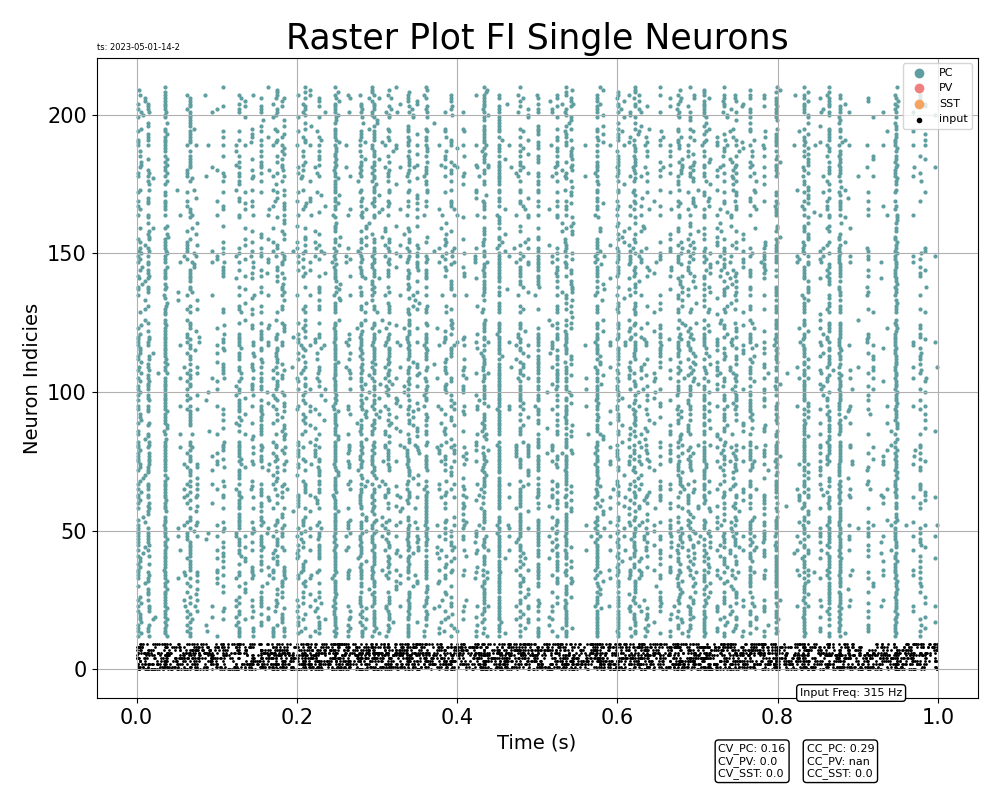 Raster Plot FI Single Neurons
ts: 2023-05-01-14-2
PC
PV
SST
input
Neuron Indicies
200
150
100
50
0
0.0 0.2 0.4 0.6 0.8 1.0
Time (s)
Input Freq: 315 Hz
CV_PC: 0.16
CV_PV: 0.0
CV_SST: 0.0
CC_PC: 0.29
CC_PV: nan
CC_SST: 0.0